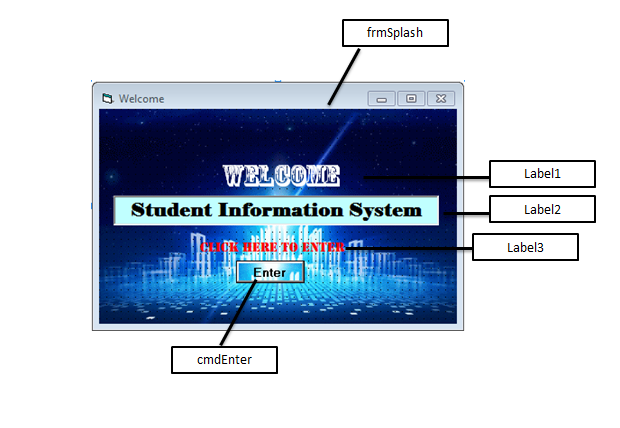 frmSplash
Welcome
WELCOME
Label1
Student Information System
Label2
CLICK HERE TO ENTER
Label3
Enter
cmdEnter